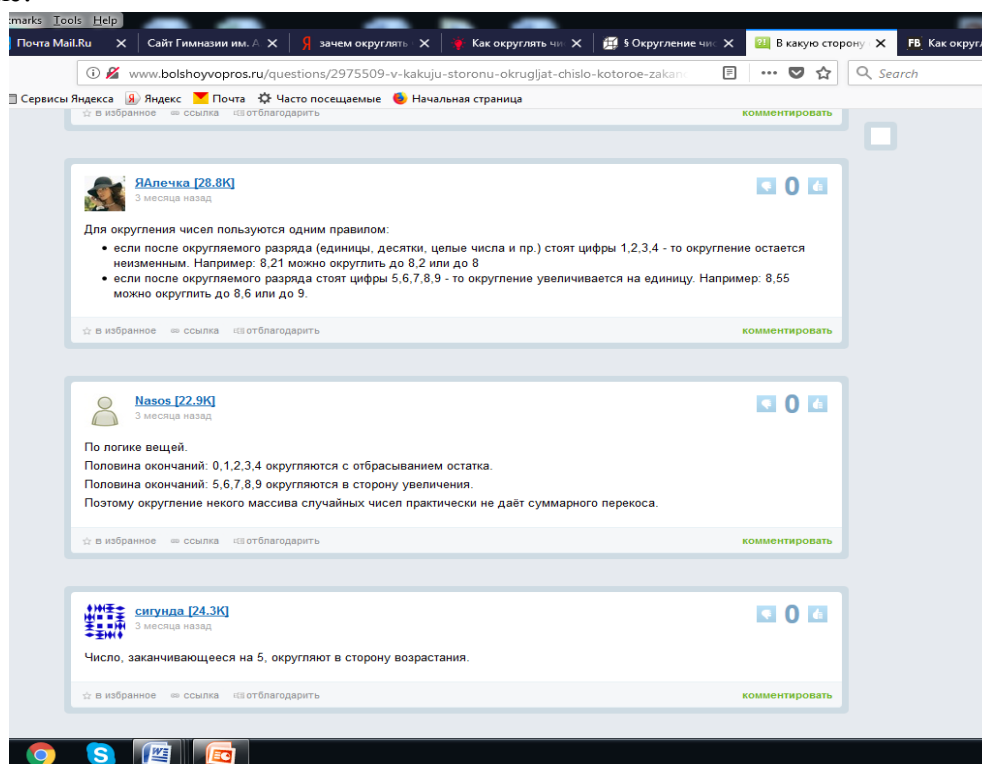 Tools Help
Почта Mail.Ru
Сайт Гимназии им. А
зачем округлять
Как округлять чи
§ Округление чис
В какую сторону
FB Как округл
www.bolshoyvopros.ru/questions/2975509-v-kakuju-storonu-okrugljat-chislo-kotoroe-zakan
Search
Сервисы Яндекса Яндекс Почта Часто посещаемые Начальная страница
в избранное ссылка отблагодарить комментировать
ЯАлечка [28.8K]
0
3 месяца назад
Для округления чисел пользуются одним правилом:
• если после округляемого разряда (единицы, десятки, целые числа и пр.) стоят цифры 1,2,3,4 - то округление остается
неизменным. Например: 8,21 можно округлить до 8,2 или до 8
• если после округляемого разряда стоят цифры 5,6,7,8,9 - то округление увеличивается на единицу. Например: 8,55
можно округлить до 8,6 или до 9.
в избранное ссылка отблагодарить комментировать
Nasos [22.9K]
0
3 месяца назад
По логике вещей.
Половина окончаний: 0,1,2,3,4 округляются с отбрасыванием остатка.
Половина окончаний: 5,6,7,8,9 округляются в сторону увеличения.
Поэтому округление некого массива случайных чисел практически не даёт суммарного перекоса.
в избранное ссылка отблагодарить комментировать
сигунда [24.3K]
0
3 месяца назад
Число, заканчивающееся на 5, округляют в сторону возрастания.
в избранное ссылка отблагодарить комментировать